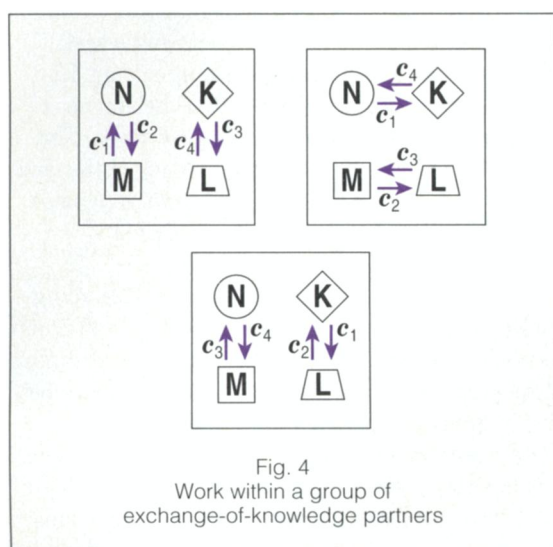 N K
c₁ c₂ c₄ c₃
M L
N c₄ K
c₁
M c₃ L
c₂
N K
c₃ c₄ c₂ c₁
M L
Fig. 4
Work within a group of
exchange-of-knowledge partners